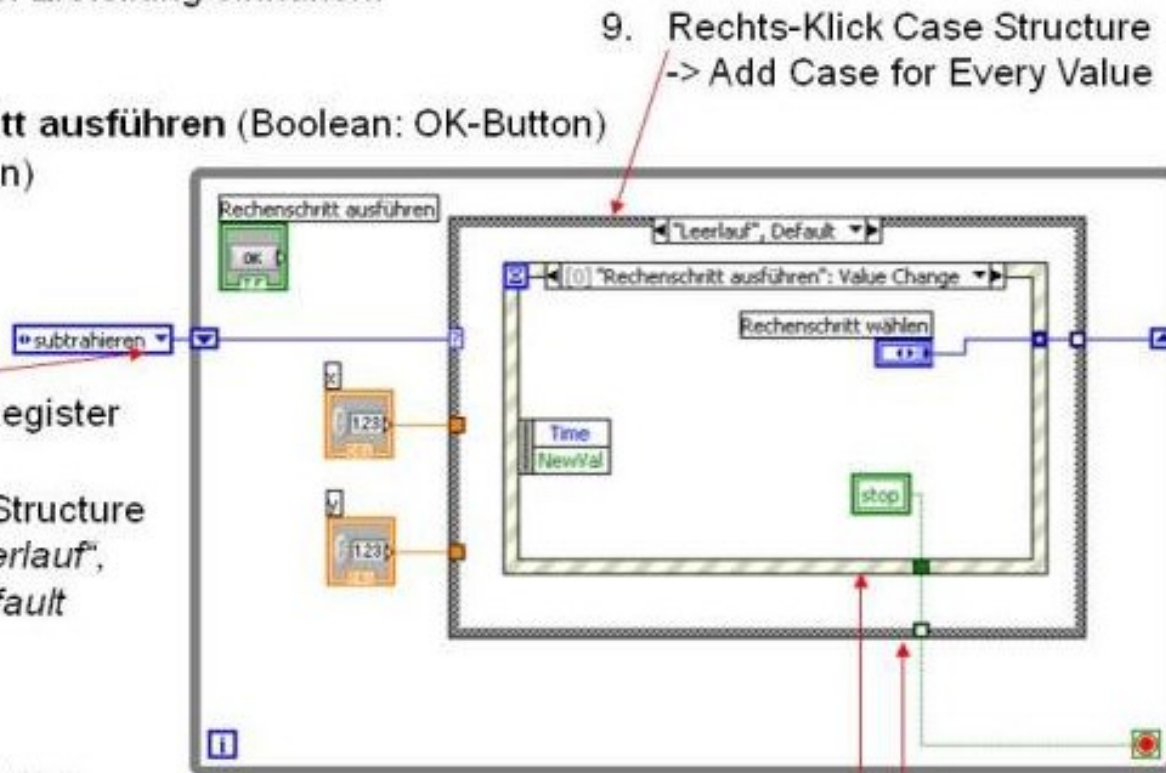 9. Rechts-Klick Case Structure
-> Add Case for Every Value
tt ausführen (Boolean: OK-Button)
n)
Rechenschritt ausführen
OK
"Leerlauf", Default
[0] "Rechenschritt ausführen": Value Change
Rechenschritt wählen
subtrahieren
x
123
egister
Time
NewVal
y
123
stop
Structure
erlauf",
fault
i